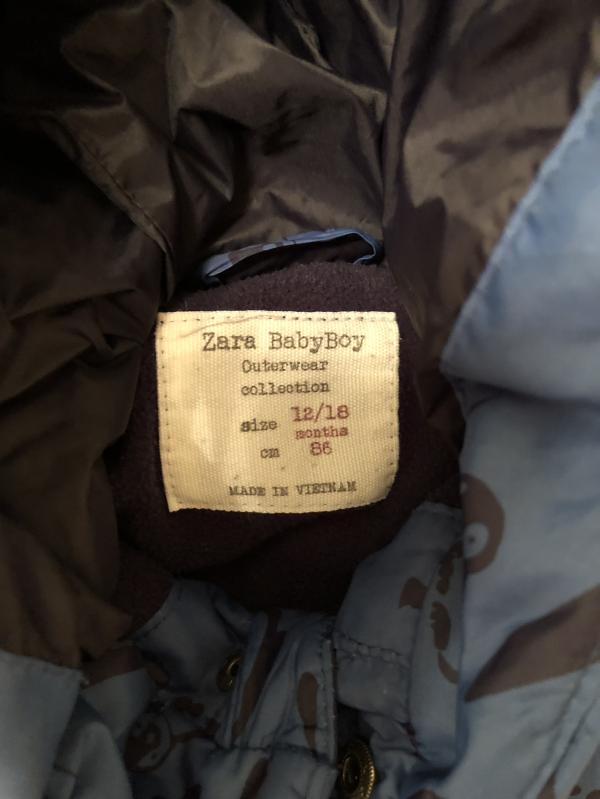 Zara BabyBoy
Outerwear
collection
size 12/18
months
cm 86
MADE IN VIETNAM